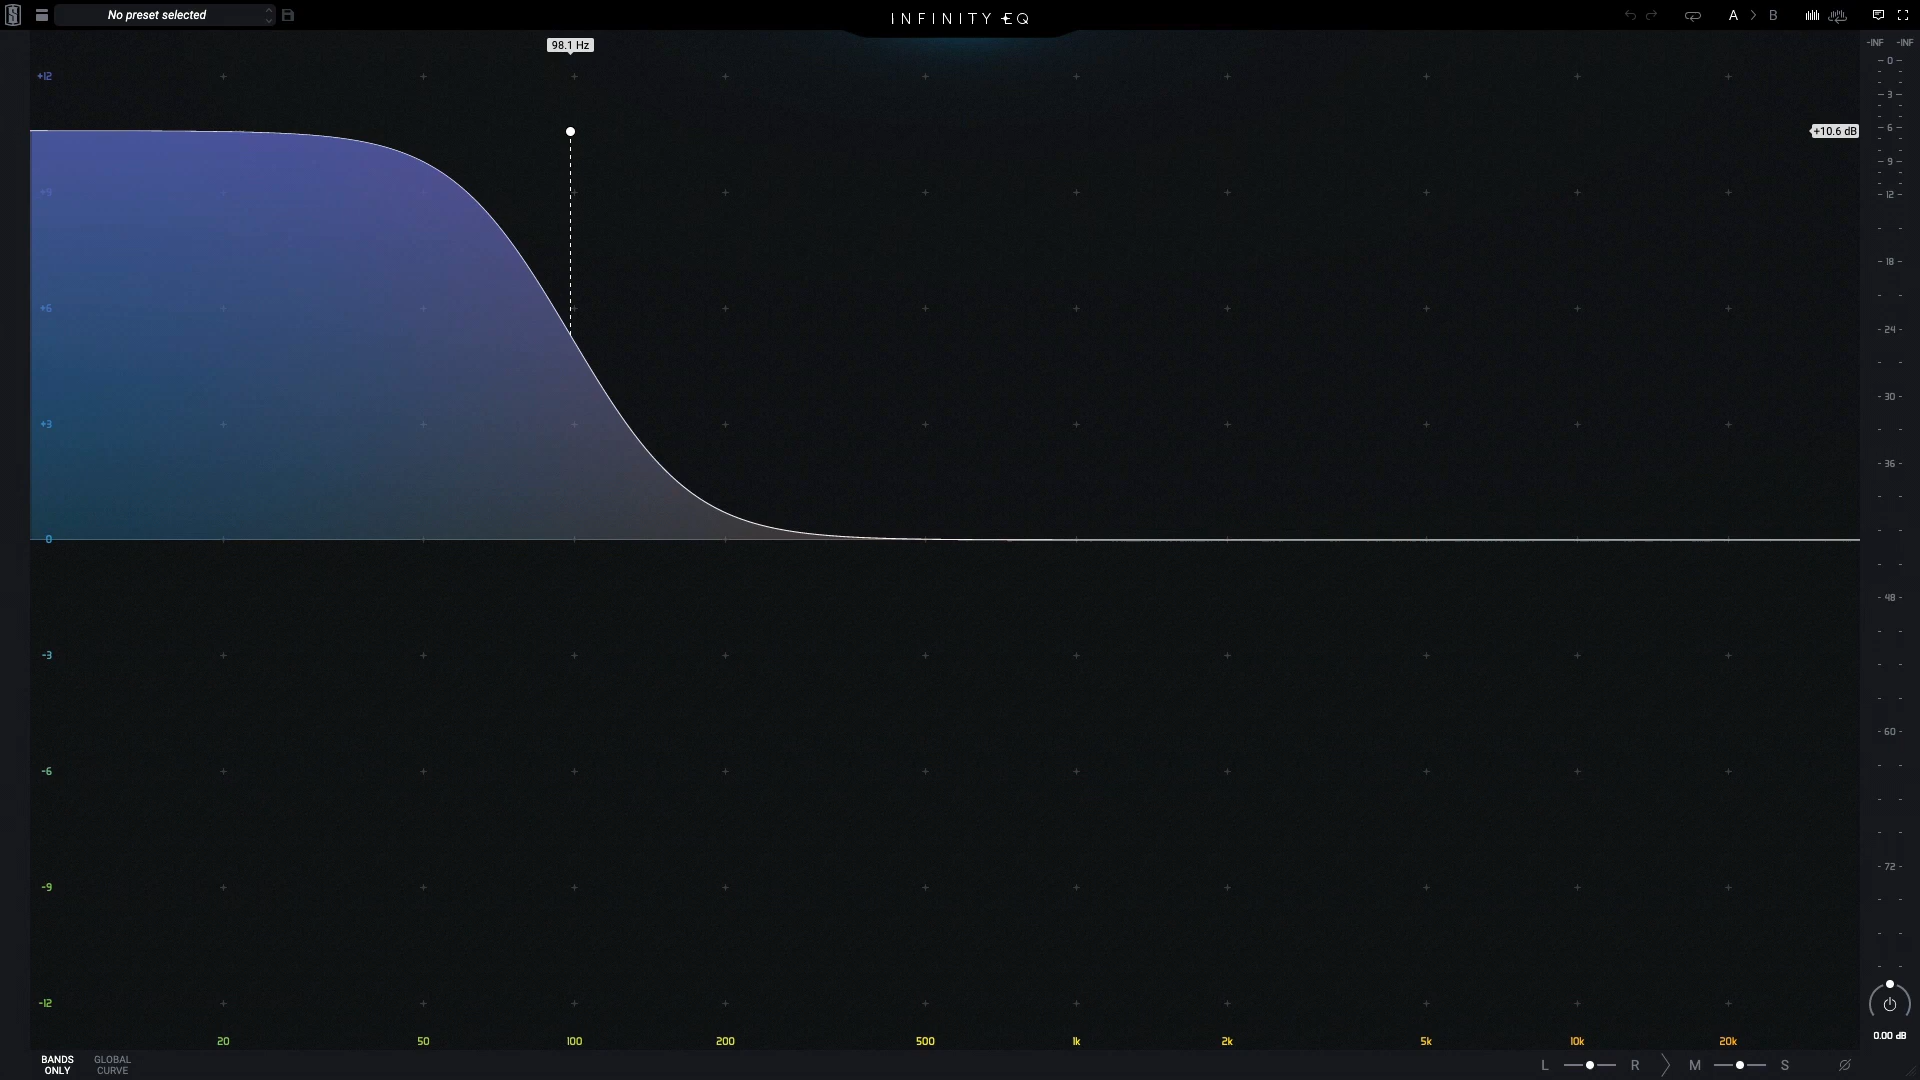 No preset selected
INFINITY EQ
A
B
98.1 Hz
-INF -INF
+12
+10.6 dB
+9
+6
+3
0
-3
-6
-9
-12
0
3
6
9
12
18
24
30
36
48
60
72
0.00 dB
20 50 100 200 500 1k 2k 5k 10k 20k
BANDS ONLY
GLOBAL CURVE
L R M S